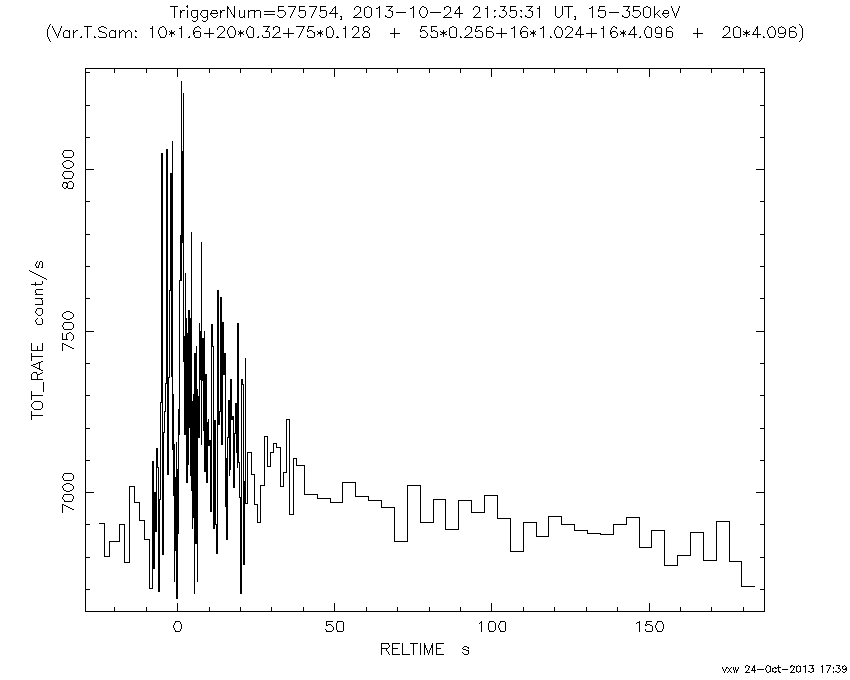 TriggerNum=575754, 2013-10-24 21:35:31 UT, 15-350keV
(Var.T.Sam: 10*1.6+20*0.32+75*0.128 + 55*0.256+16*1.024+16*4.096 + 20*4.096)
TOT_RATE count/s
8000
7500
7000
0 50 100 150
RELTIME s
vxw 24-Oct-2013 17:39